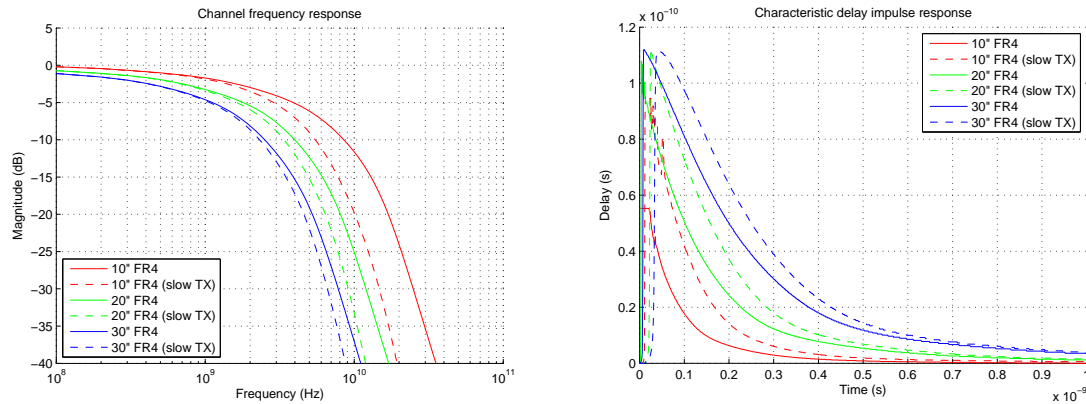 Channel frequency response
5
0
−5
−10
−15
−20
−25
−30
−35
−40
Magnitude (dB)
10^8
10^9
10^10
10^11
Frequency (Hz)
10" FR4
10" FR4 (slow TX)
20" FR4
20" FR4 (slow TX)
30" FR4
30" FR4 (slow TX)
Characteristic delay impulse response
x 10^−10
1.2
1
0.8
0.6
0.4
0.2
0
Delay (s)
0
0.1
0.2
0.3
0.4
0.5
0.6
0.7
0.8
0.9
1
Time (s)
x 10^−9
10" FR4
10" FR4 (slow TX)
20" FR4
20" FR4 (slow TX)
30" FR4
30" FR4 (slow TX)